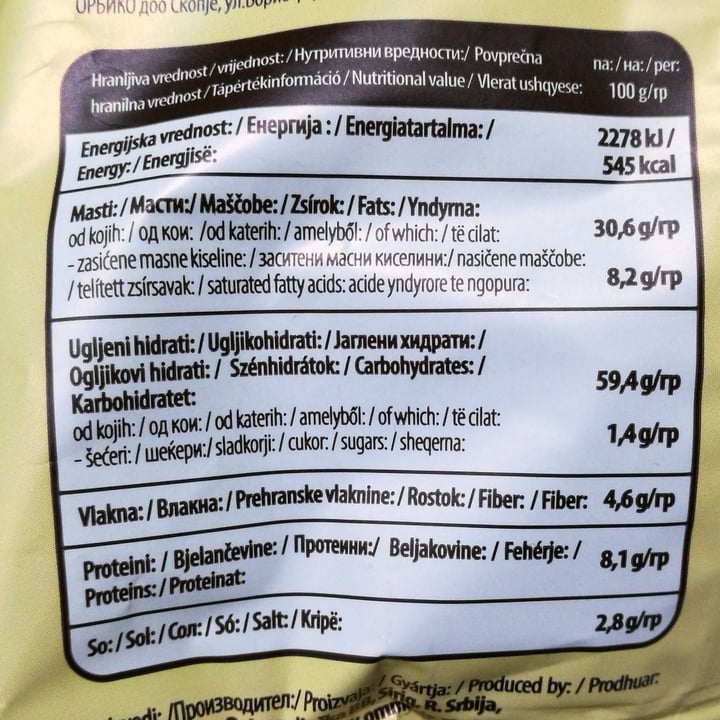 ОРБИКО доо Скопје, ул.
Hranljiva vrednost / vrijednost: / Нутритивни вредности:/ Povprečna
hranilna vrednost / Tápértékinformáció / Nutritional value / Vlerat ushqyese:
na: / на: / per:
100 g/гр
Energijska vrednost: / Енергија : / Energiatartalma: /
Energy: / Energjisë:
2278 kJ /
545 kcal
Masti: / Масти:/ Maščobe: / Zsírok: / Fats: / Yndyrna:
od kojih: / од кои: /od katerih: / amelyből: / of which: / të cilat:
30,6 g/гр
- zasićene masne kiseline: / заситени масни киселини:/ nasičene maščobe:
/ telített zsírsavak: / saturated fatty acids: acide yndyrore te ngopura:
8,2 g/гр
Ugljeni hidrati: / Ugljikohidrati: / Јаглени хидрати: /
Ogljikovi hidrati: / Szénhidrátok: / Carbohydrates: /
Karbohidratet:
59,4 g/гр
od kojih: / од кои: / od katerih: / amelyből: / of which: / të cilat:
- šećeri: / шеќери:/ sladkorji: / cukor: / sugars: / sheqerna:
1,4 g/гр
Vlakna: / Влакна: / Prehranske vlaknine: / Rostok: / Fiber: / Fiber: 4,6 g/гр
Proteini: / Bjelančevine: / Протеини:/ Beljakovine: / Fehérje: /
Proteins: / Proteinat:
8,1 g/гр
So: / Sol: / Сол: / Só: / Salt: / Kripë:
2,8 g/гр
/Производител:/ Proizvaja: / Gyártja: / Produced by: / Prodhuar:
R. Srbija,